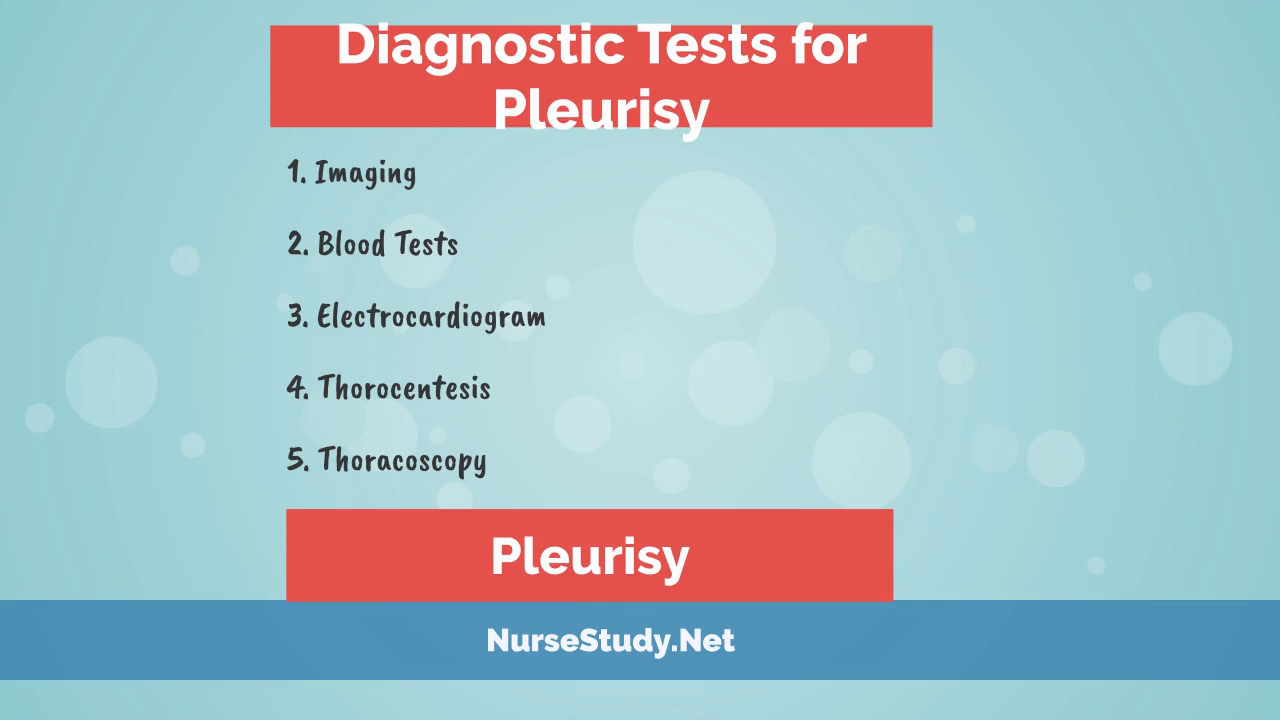 Diagnostic Tests for
Pleurisy
1. Imaging
2. Blood Tests
3. Electrocardiogram
4. Thorocentesis
5. Thoracoscopy
Pleurisy
NurseStudy.Net